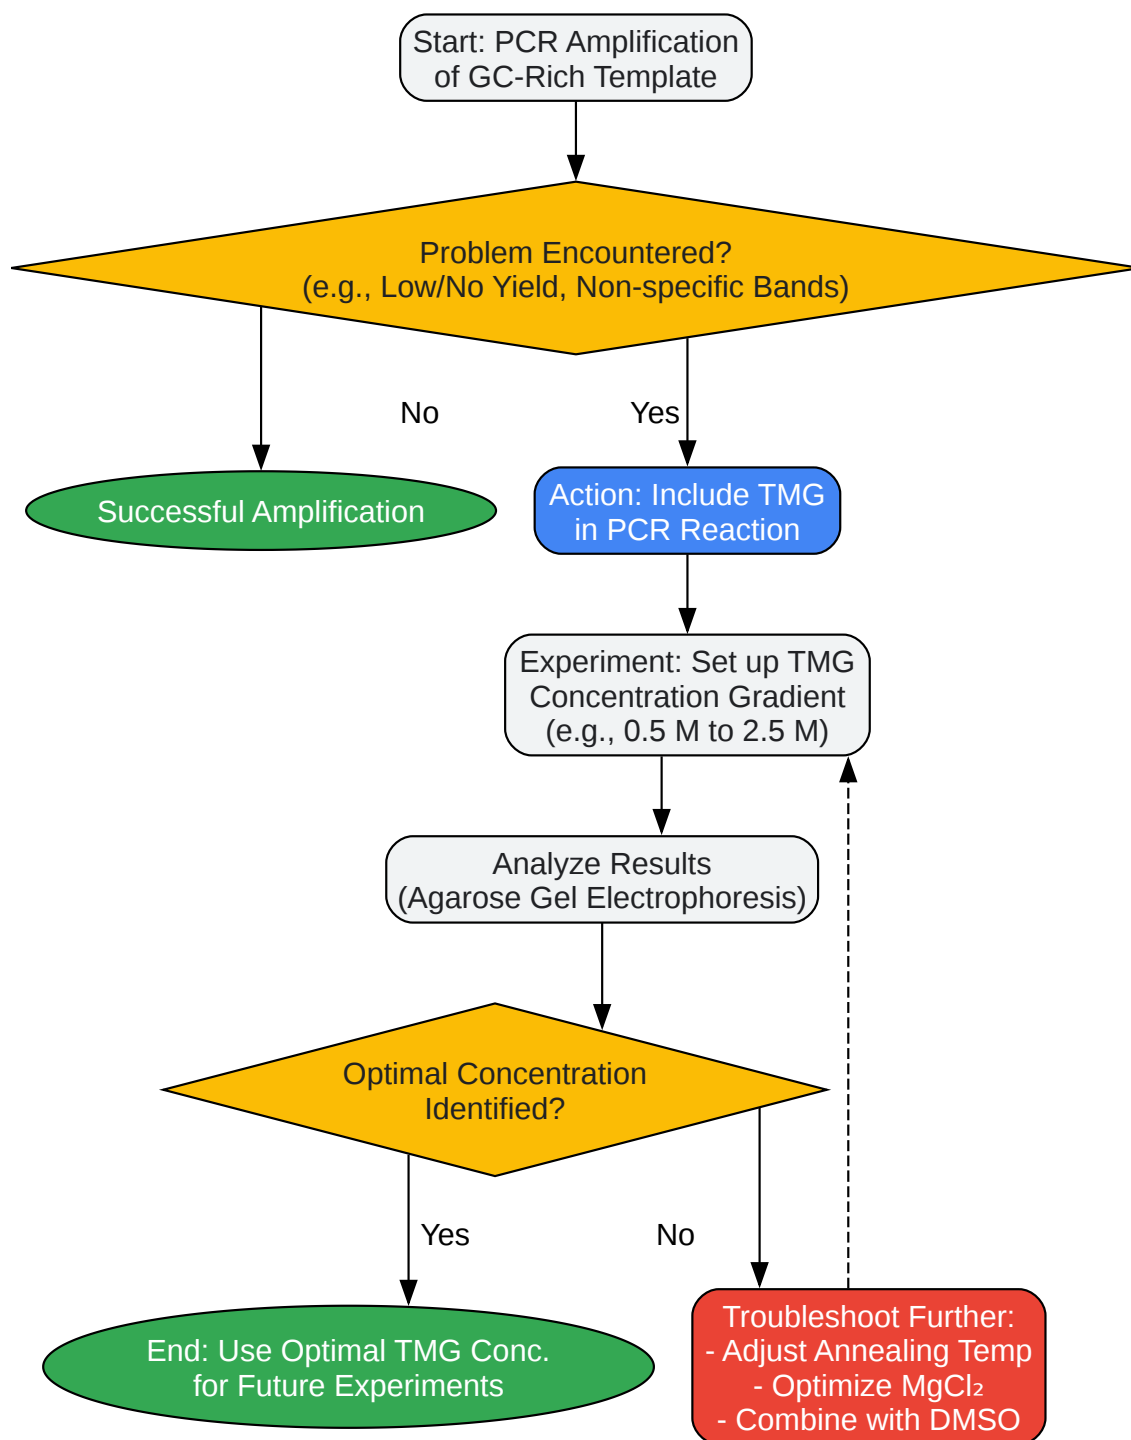 Start: PCR Amplification
of GC-Rich Template
Problem Encountered?
(e.g., Low/No Yield, Non-specific Bands)
No
Yes
Successful Amplification
Action: Include TMG
in PCR Reaction
Experiment: Set up TMG
Concentration Gradient
(e.g., 0.5 M to 2.5 M)
Analyze Results
(Agarose Gel Electrophoresis)
Optimal Concentration
Identified?
Yes
No
End: Use Optimal TMG Conc.
for Future Experiments
Troubleshoot Further:
- Adjust Annealing Temp
- Optimize MgCl₂
- Combine with DMSO